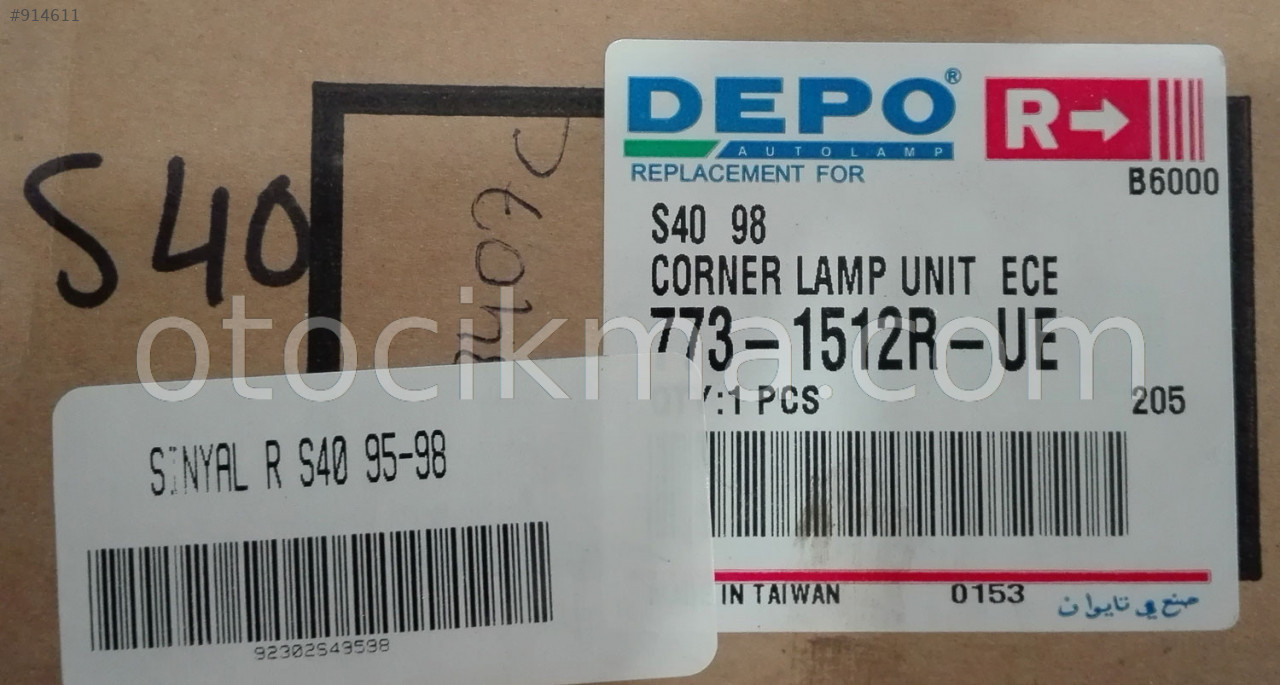 #914611
S40
DEPO®
AUTOLAMP
R→
REPLACEMENT FOR
B6000
S40 98
CORNER LAMP UNIT ECE
773-1512R-UE
Y:1 PCS
205
otocikma.com
SINYAL R S40 95-98
92302S49598
IN TAIWAN
0153
صنع في تايوان